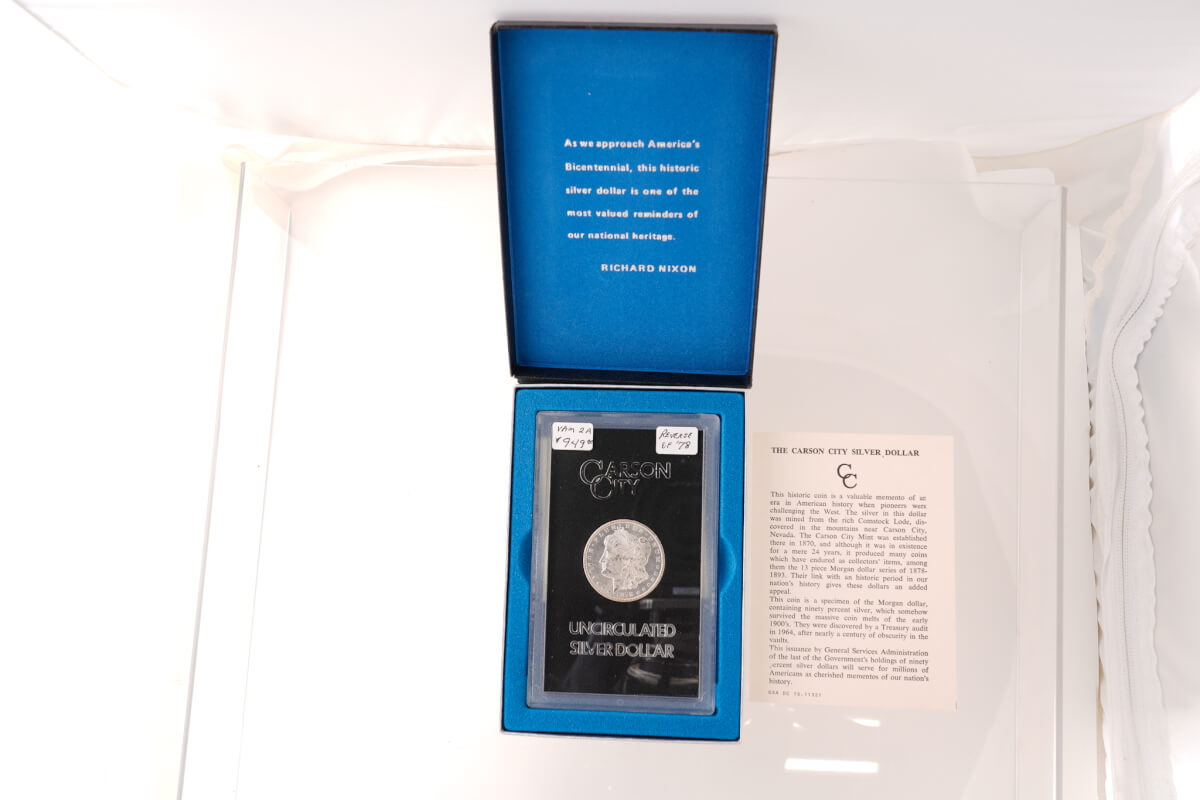 As we approach America's
Bicentennial, this historic
silver dollar is one of the
most valued reminders of
our national heritage.
RICHARD NIXON
VAM 2A
$949.00
REVERSE
OF '78
CARSON
CITY
UNCIRCULATED
SILVER DOLLAR
THE CARSON CITY SILVER DOLLAR
CC
This historic coin is a valuable memento of an
era in American history when pioneers were
challenging the West. The silver in this dollar
was mined from the rich Comstock Lode, dis-
covered in the mountains near Carson City,
Nevada. The Carson City Mint was established
there in 1870, and although it was in existence
for a mere 24 years, it produced many coins
which have endured as collectors' items, among
them the 13 piece Morgan dollar series of 1878-
1893. Their link with an historic period in our
nation's history gives these dollars an added
appeal.
This coin is a specimen of the Morgan dollar,
containing ninety percent silver, which somehow
survived the massive coin melts of the early
1900's. They were discovered by a Treasury audit
in 1964, after nearly a century of obscurity in the
vaults.
This issuance by General Services Administration
of the last of the Government's holdings of ninety
percent silver dollars will serve for millions of
Americans as cherished mementos of our nation's
history.
GSA DC 72-11321